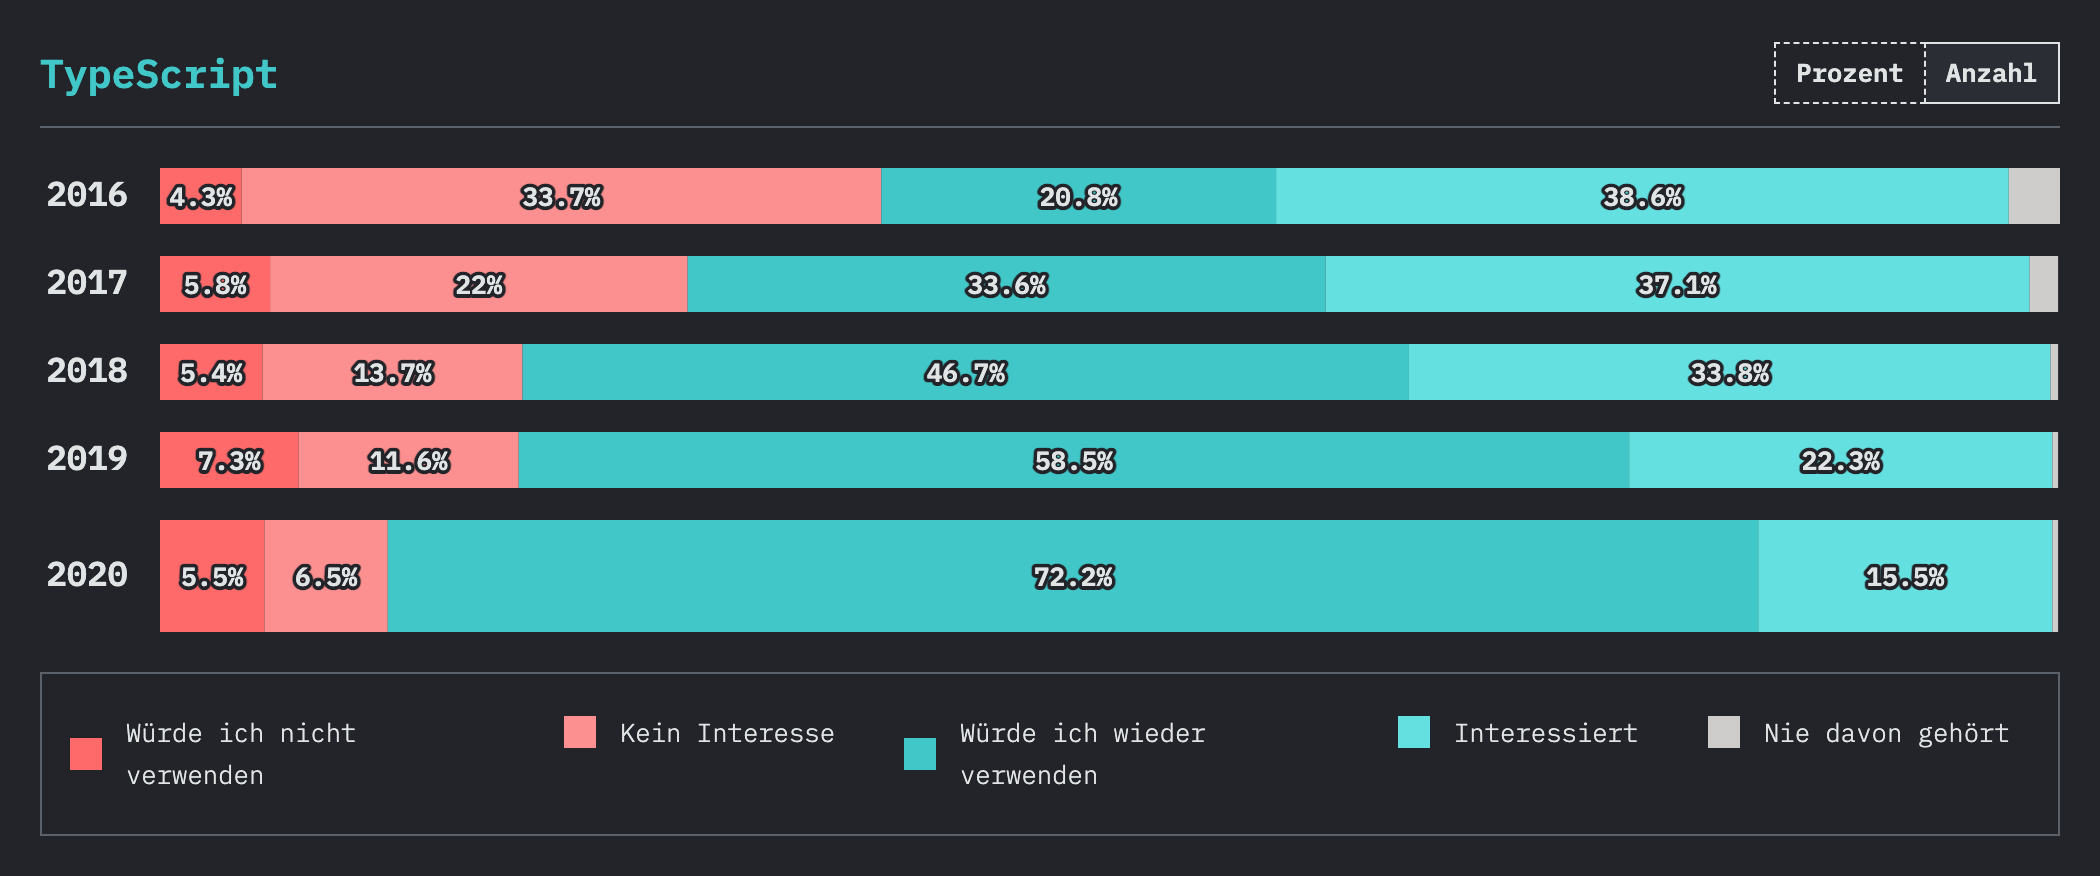 TypeScript
Prozent Anzahl
2016 4.3% 33.7% 20.8% 38.6%
2017 5.8% 22% 33.6% 37.1%
2018 5.4% 13.7% 46.7% 33.8%
2019 7.3% 11.6% 58.5% 22.3%
2020 5.5% 6.5% 72.2% 15.5%
Würde ich nicht
verwenden
Kein Interesse
Würde ich wieder
verwenden
Interessiert
Nie davon gehört